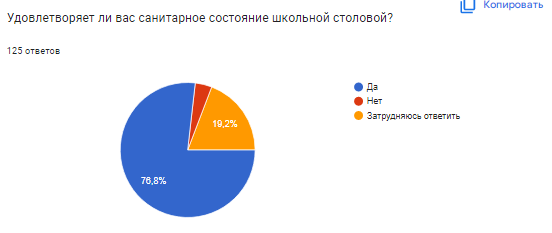 Копировать
Удовлетворяет ли вас санитарное состояние школьной столовой?
125 ответов
Да
Нет
Затрудняюсь ответить
19,2%
76,8%